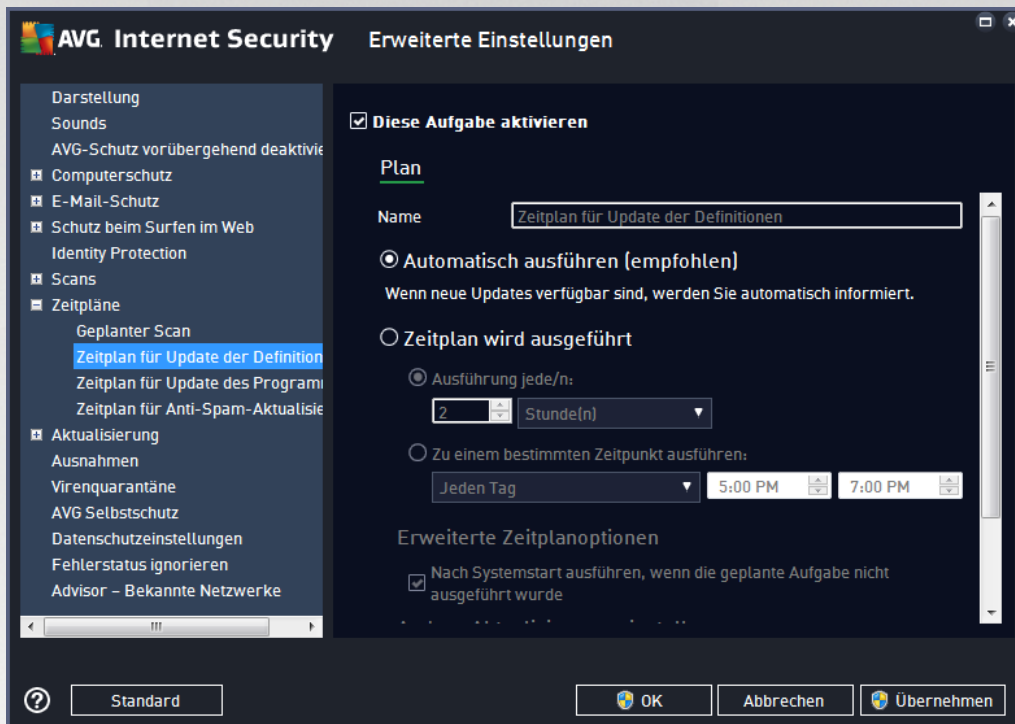 AVG Internet Security Erweiterte Einstellungen
Darstellung
Sounds
AVG-Schutz vorübergehend deaktivie
Computerschutz
E-Mail-Schutz
Schutz beim Surfen im Web
Identity Protection
Scans
Zeitpläne
Geplanter Scan
Zeitplan für Update der Definition
Zeitplan für Update des Program
Zeitplan für Anti-Spam-Aktualisie
Aktualisierung
Ausnahmen
Virenquarantäne
AVG Selbstschutz
Datenschutzeinstellungen
Fehlerstatus ignorieren
Advisor – Bekannte Netzwerke
Diese Aufgabe aktivieren
Plan
Name Zeitplan für Update der Definitionen
Automatisch ausführen (empfohlen)
Wenn neue Updates verfügbar sind, werden Sie automatisch informiert.
Zeitplan wird ausgeführt
Ausführung jede/n:
2 Stunde(n)
Zu einem bestimmten Zeitpunkt ausführen:
Jeden Tag 5:00 PM 7:00 PM
Erweiterte Zeitplanoptionen
Nach Systemstart ausführen, wenn die geplante Aufgabe nicht
ausgeführt wurde
Standard OK Abbrechen Übernehmen